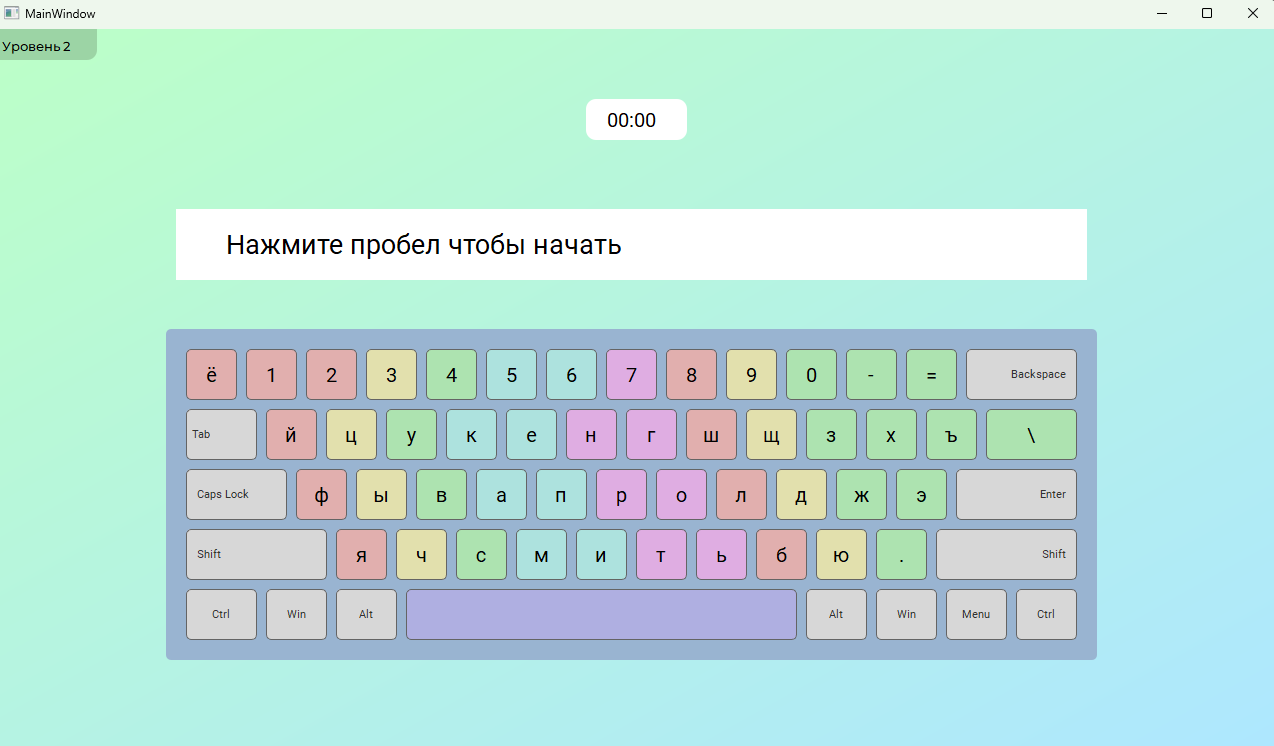 MainWindow
Уровень 2
00:00
Нажмите пробел чтобы начать
ё 1 2 3 4 5 6 7 8 9 0 - = Backspace
Tab й ц у к е н г ш щ з х ъ \
Caps Lock ф ы в а п р о л д ж э Enter
Shift я ч с м и т ь б ю . Shift
Ctrl Win Alt Alt Win Menu Ctrl